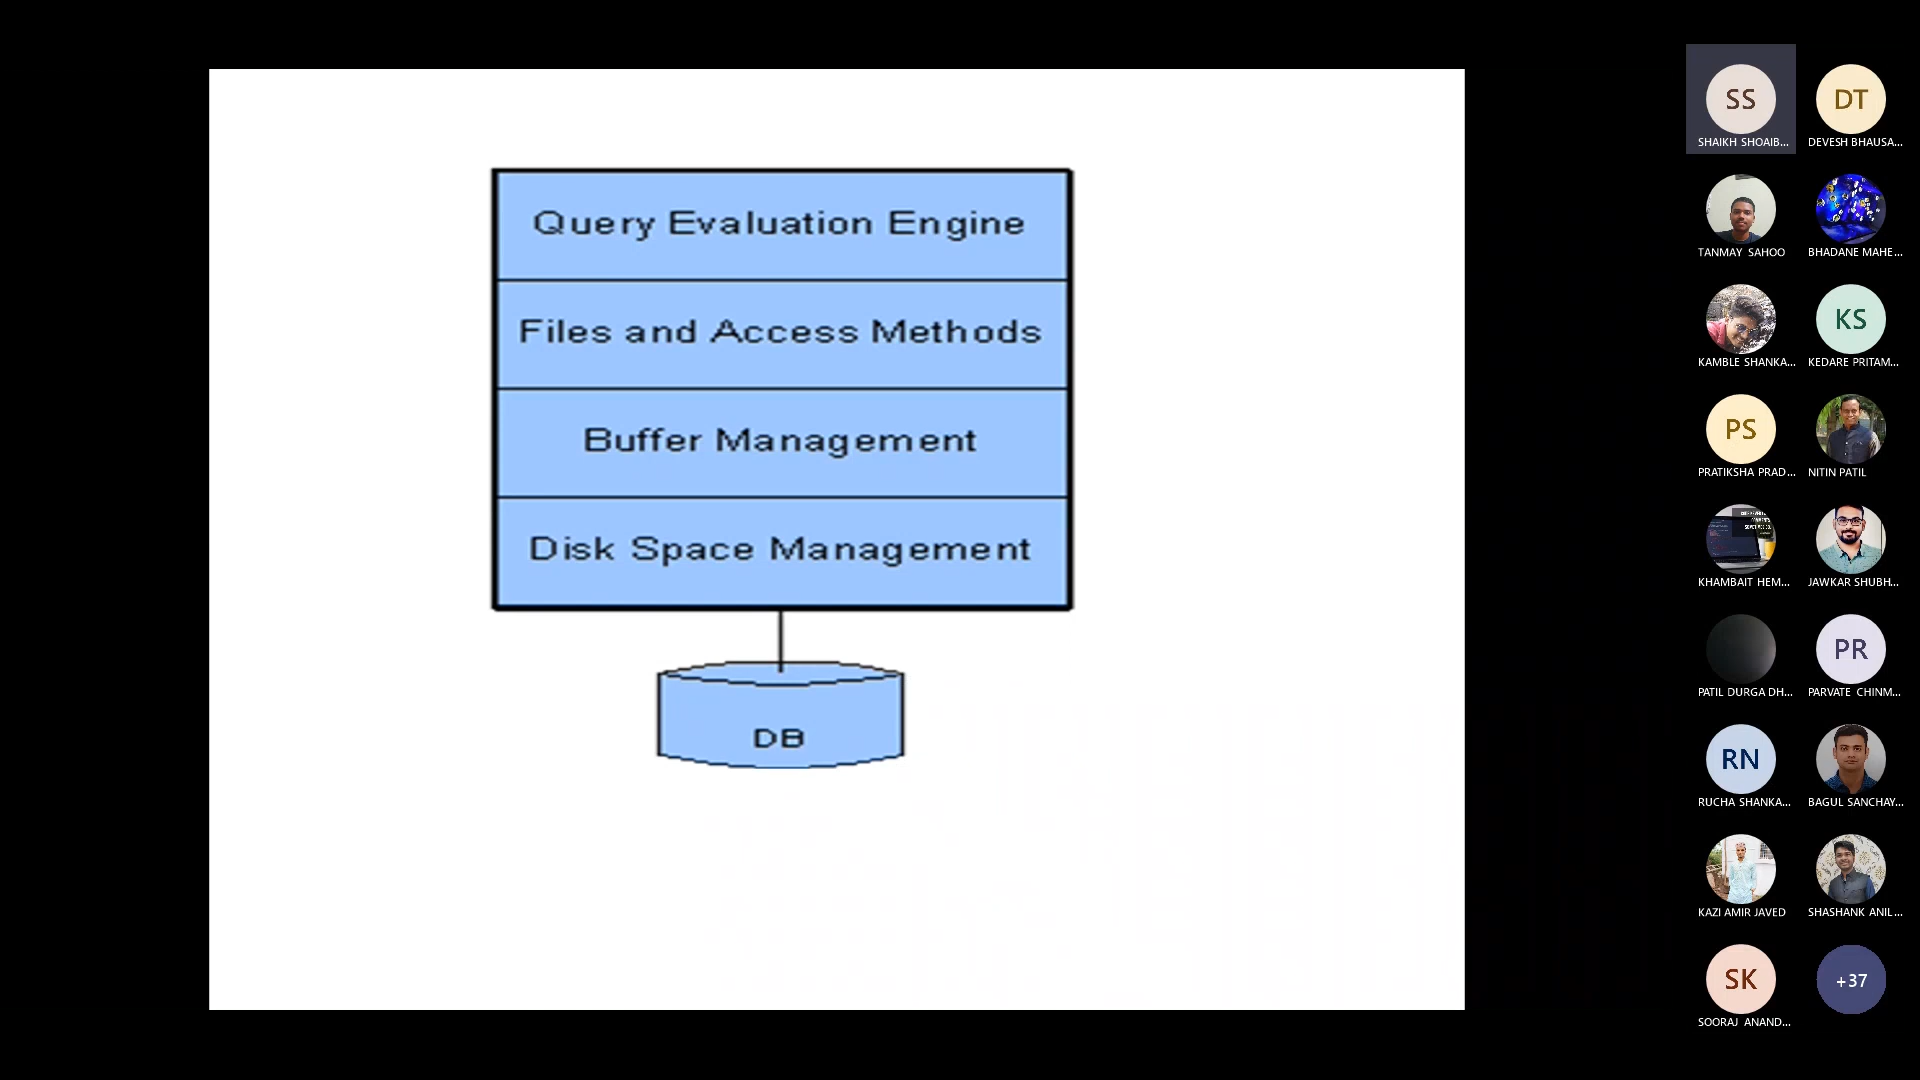 Query Evaluation Engine
Files and Access Methods
Buffer Management
Disk Space Management
DB
SS
SHAIKH SHOAIB...
DT
DEVESH BHAUSA...
TANMAY SAHOO
BHADANE MAHE...
KAMBLE SHANKA...
KS
KEDARE PRITAM...
PS
PRATIKSHA PRAD...
NITIN PATIL
KHAMBAIT HEM...
JAWKAR SHUBH...
PATIL DURGA DH...
PR
PARVATE CHINM...
RN
RUCHA SHANKA...
BAGUL SANCHAY...
KAZI AMIR JAVED
SHASHANK ANIL...
SK
SOORAJ ANAND...
+37